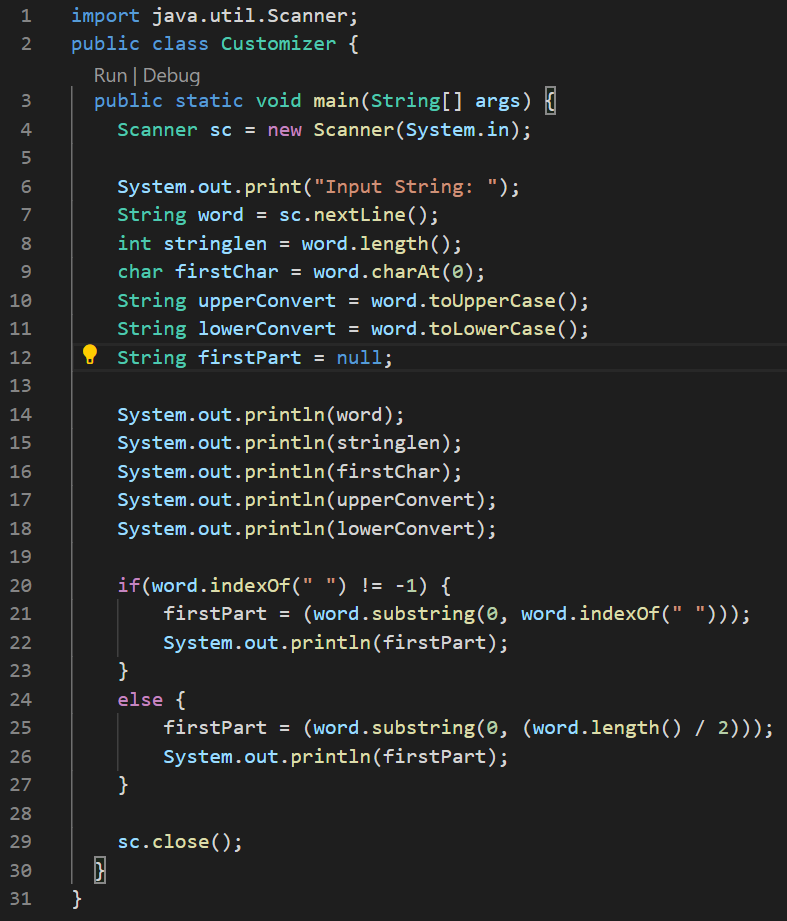 1 import java.util.Scanner;
2 public class Customizer {
Run | Debug
3 public static void main(String[] args) {
4 Scanner sc = new Scanner(System.in);
5
6 System.out.print("Input String: ");
7 String word = sc.nextLine();
8 int stringlen = word.length();
9 char firstChar = word.charAt(0);
10 String upperConvert = word.toUpperCase();
11 String lowerConvert = word.toLowerCase();
12 String firstPart = null;
13
14 System.out.println(word);
15 System.out.println(stringlen);
16 System.out.println(firstChar);
17 System.out.println(upperConvert);
18 System.out.println(lowerConvert);
19
20 if(word.indexOf(" ") != -1) {
21 firstPart = (word.substring(0, word.indexOf(" ")));
22 System.out.println(firstPart);
23 }
24 else {
25 firstPart = (word.substring(0, (word.length() / 2)));
26 System.out.println(firstPart);
27 }
28
29 sc.close();
30 }
31 }